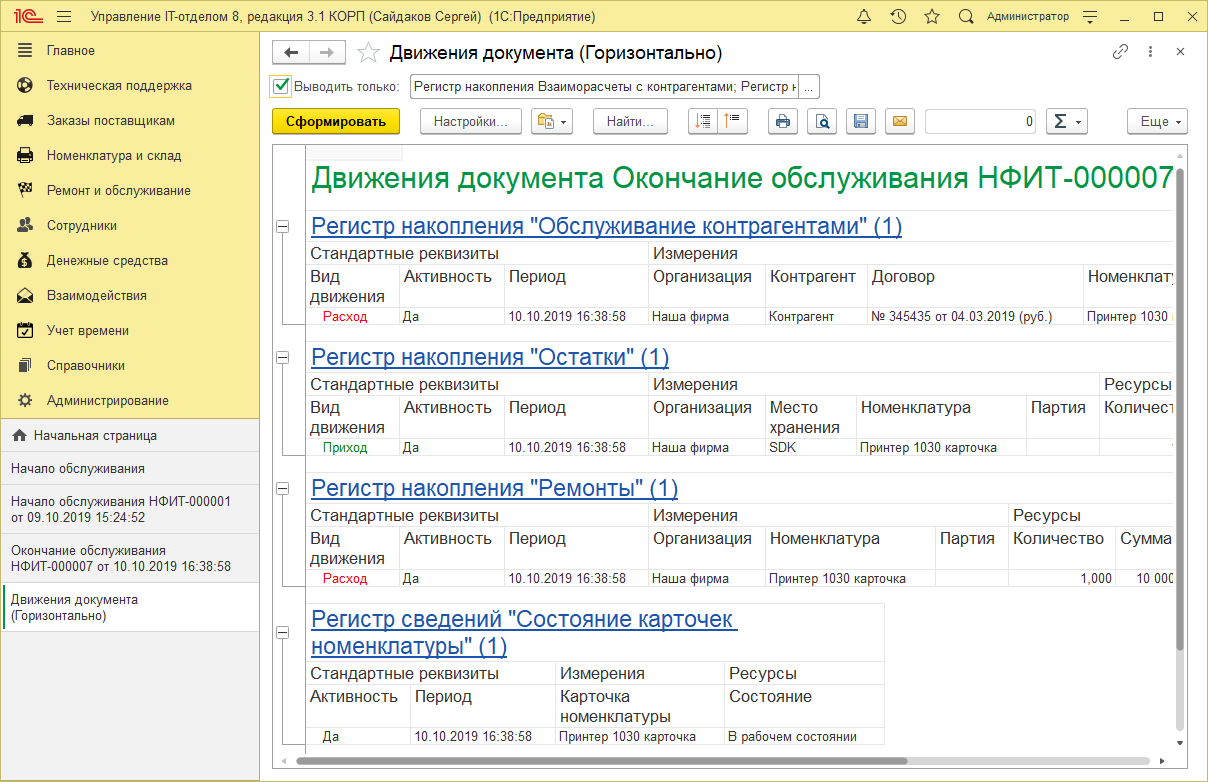 1С Управление IT-отделом 8, редакция 3.1 КОРП (Сайдаков Сергей) (1С:Предприятие) Администратор
Главное
Техническая поддержка
Заказы поставщикам
Номенклатура и склад
Ремонт и обслуживание
Сотрудники
Денежные средства
Взаимодействия
Учет времени
Справочники
Администрирование
Начальная страница
Начало обслуживания
Начало обслуживания НФИТ-000001
от 09.10.2019 15:24:52
Окончание обслуживания
НФИТ-000007 от 10.10.2019 16:38:58
Движения документа
(Горизонтально)
Движения документа (Горизонтально)
Выводить только: Регистр накопления Взаиморасчеты с контрагентами; Регистр ...
Сформировать Настройки... Найти... 0 Σ Еще
Движения документа Окончание обслуживания НФИТ-000007
Регистр накопления "Обслуживание контрагентами" (1)
Стандартные реквизиты Измерения
Вид движения Активность Период Организация Контрагент Договор Номенклат
Расход Да 10.10.2019 16:38:58 Наша фирма Контрагент № 345435 от 04.03.2019 (руб.) Принтер 1030
Регистр накопления "Остатки" (1)
Стандартные реквизиты Измерения Ресурсы
Вид движения Активность Период Организация Место хранения Номенклатура Партия Количест
Приход Да 10.10.2019 16:38:58 Наша фирма SDK Принтер 1030 карточка
Регистр накопления "Ремонты" (1)
Стандартные реквизиты Измерения Ресурсы
Вид движения Активность Период Организация Номенклатура Партия Количество Сумма
Расход Да 10.10.2019 16:38:58 Наша фирма Принтер 1030 карточка 1,000 10 000
Регистр сведений "Состояние карточек
номенклатуры" (1)
Стандартные реквизиты Измерения Ресурсы
Активность Период Карточка номенклатуры Состояние
Да 10.10.2019 16:38:58 Принтер 1030 карточка В рабочем состоянии